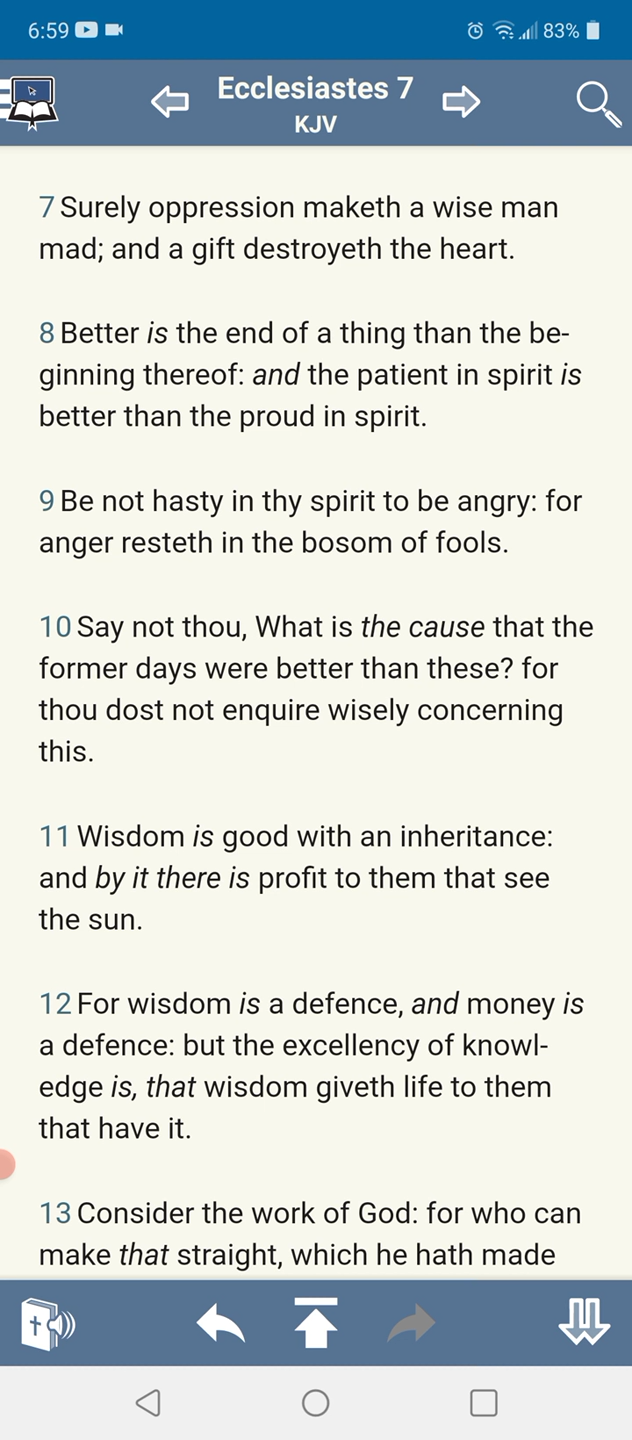 6:59
83%
Ecclesiastes 7
KJV
7 Surely oppression maketh a wise man
mad; and a gift destroyeth the heart.
8 Better is the end of a thing than the be-
ginning thereof: and the patient in spirit is
better than the proud in spirit.
9 Be not hasty in thy spirit to be angry: for
anger resteth in the bosom of fools.
10 Say not thou, What is the cause that the
former days were better than these? for
thou dost not enquire wisely concerning
this.
11 Wisdom is good with an inheritance:
and by it there is profit to them that see
the sun.
12 For wisdom is a defence, and money is
a defence: but the excellency of knowl-
edge is, that wisdom giveth life to them
that have it.
13 Consider the work of God: for who can
make that straight, which he hath made